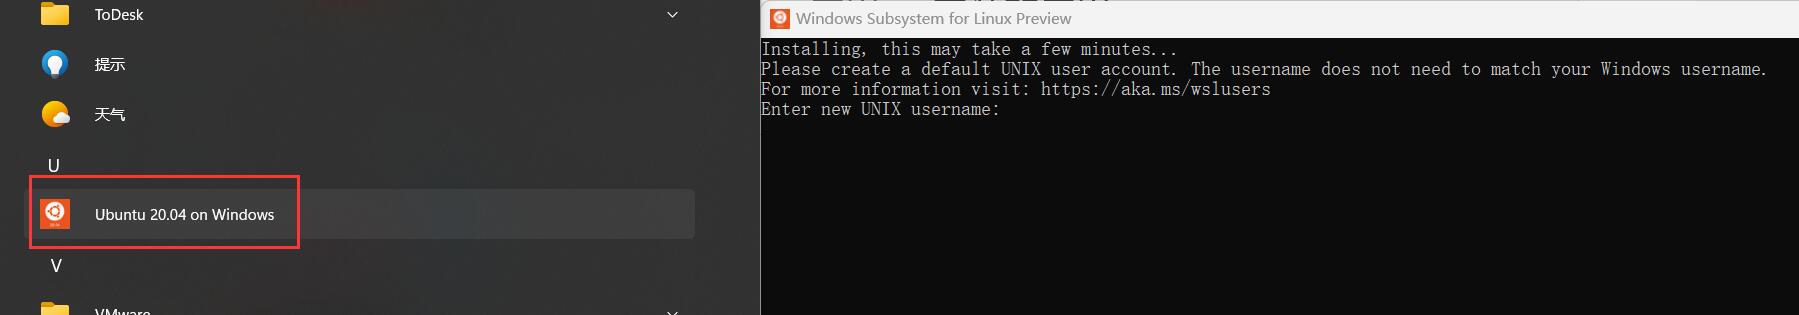 ToDesk
提示
天气
U
Ubuntu 20.04 on Windows
V
VMware
Windows Subsystem for Linux Preview
Installing, this may take a few minutes...
Please create a default UNIX user account. The username does not need to match your Windows username.
For more information visit: https://aka.ms/wslusers
Enter new UNIX username: